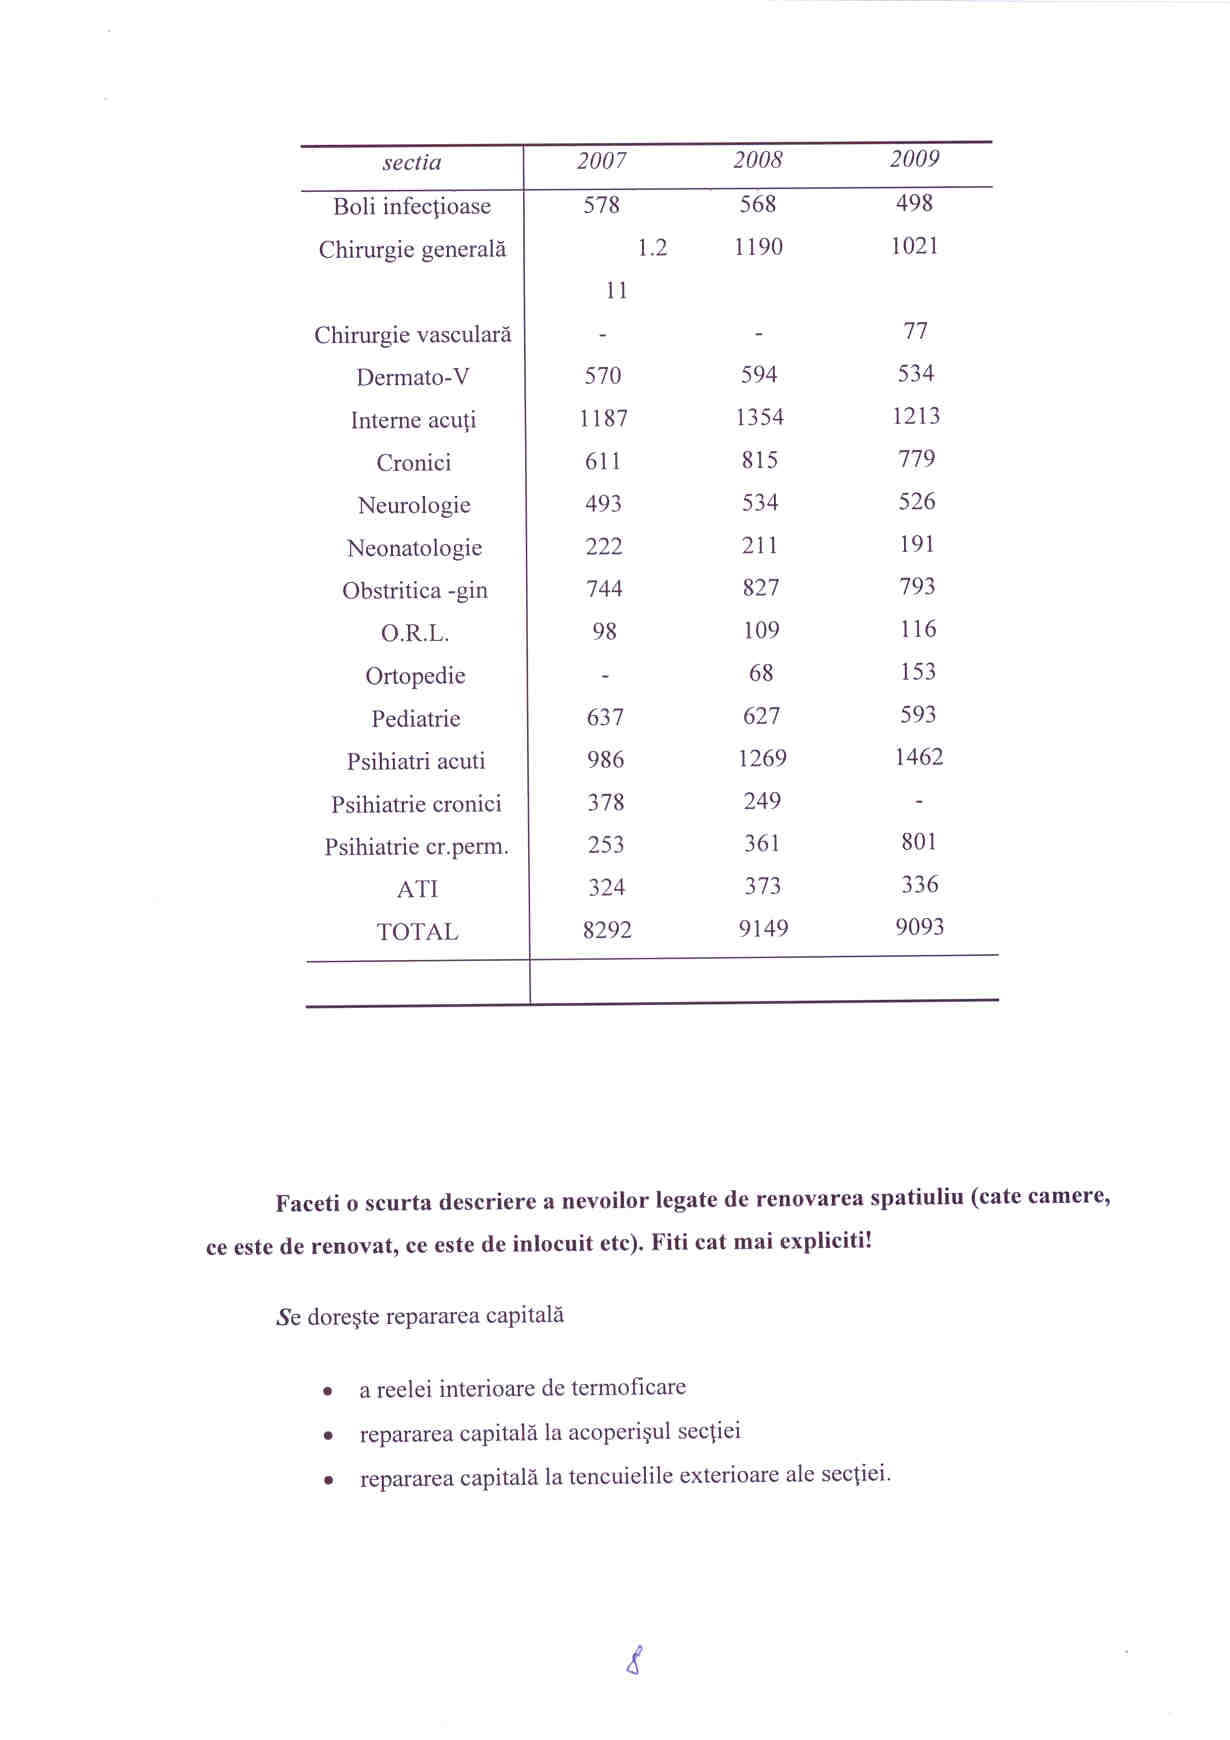 sectia 2007 2008 2009
Boli infecţioase 578 568 498
Chirurgie generală 1.2 1190 1021
11
Chirurgie vasculară - - 77
Dermato-V 570 594 534
Interne acuţi 1187 1354 1213
Cronici 611 815 779
Neurologie 493 534 526
Neonatologie 222 211 191
Obstritica -gin 744 827 793
O.R.L. 98 109 116
Ortopedie - 68 153
Pediatrie 637 627 593
Psihiatri acuti 986 1269 1462
Psihiatrie cronici 378 249 -
Psihiatrie cr.perm. 253 361 801
ATI 324 373 336
TOTAL 8292 9149 9093
Faceti o scurta descriere a nevoilor legate de renovarea spatiuliu (cate camere,
ce este de renovat, ce este de inlocuit etc). Fiti cat mai expliciti!
Se doreşte repararea capitală
• a reelei interioare de termoficare
• repararea capitală la acoperişul secţiei
• repararea capitală la tencuielile exterioare ale secţiei.
8